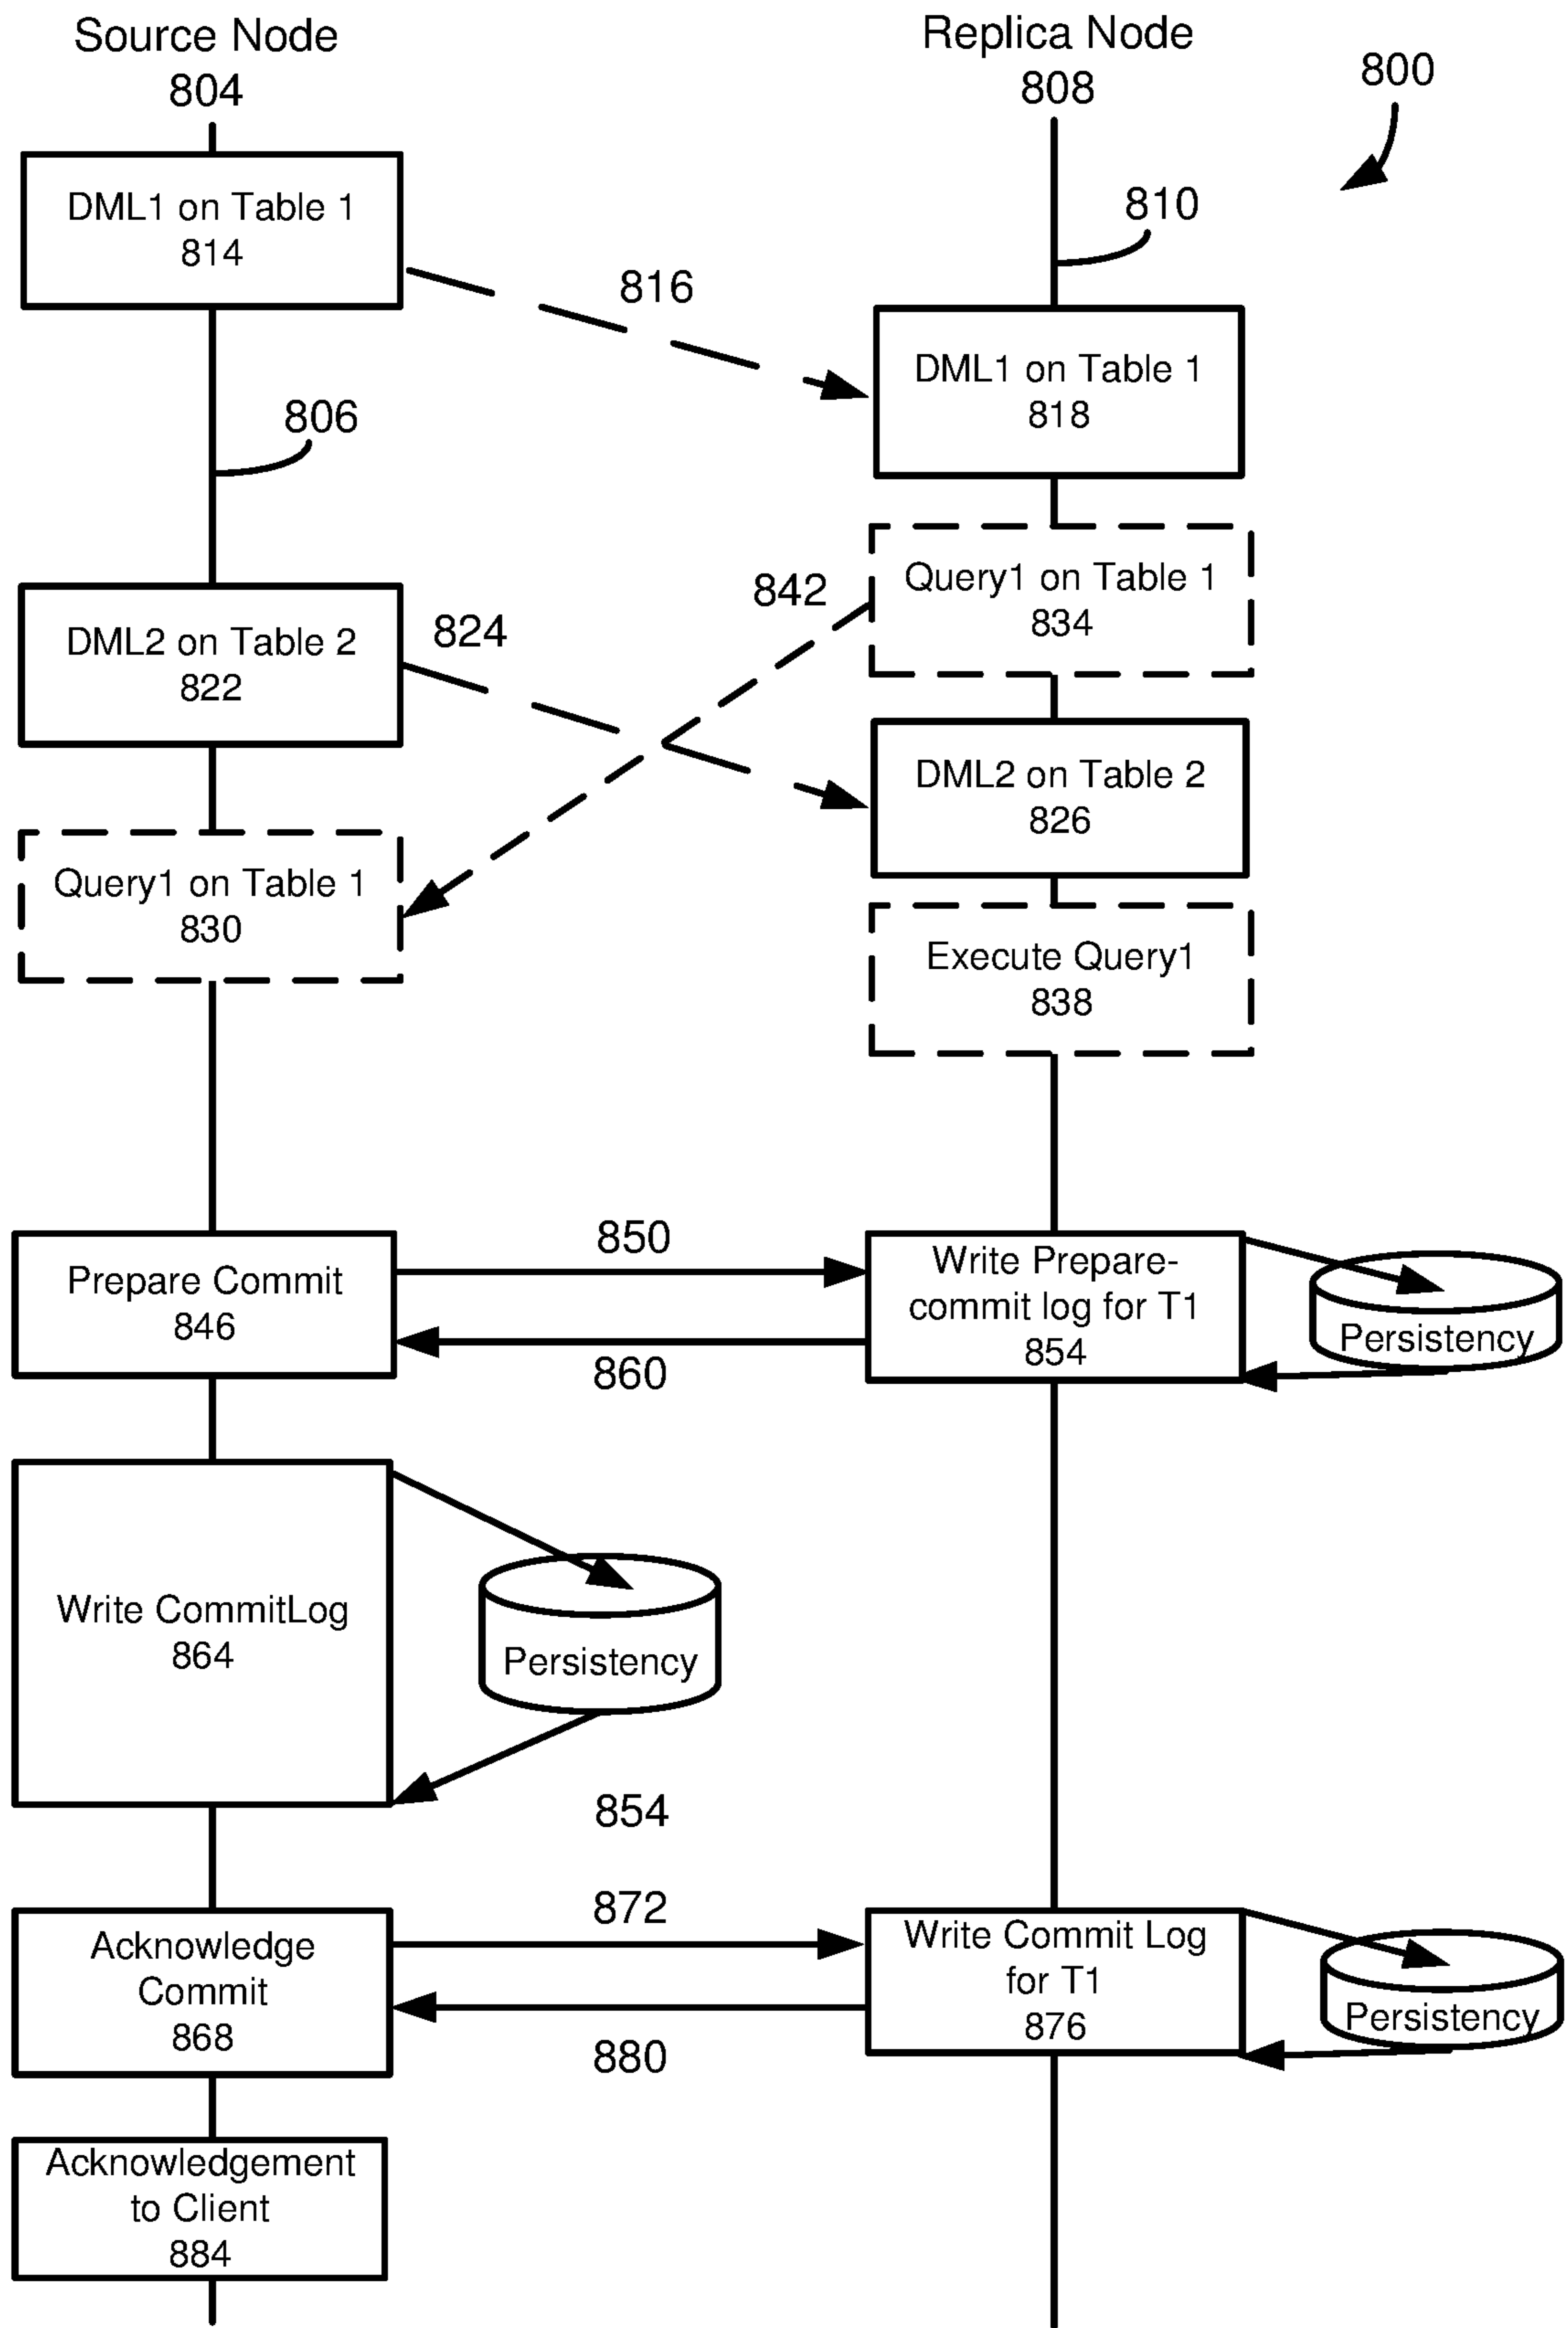 Source Node
804
Replica Node
808
800
DML1 on Table 1
814
810
816
DML1 on Table 1
818
806
Query1 on Table 1
834
842
DML2 on Table 2
822
824
DML2 on Table 2
826
Query1 on Table 1
830
Execute Query1
838
Prepare Commit
846
850
860
Write Prepare-
commit log for T1
854
Persistency
Write CommitLog
864
Persistency
854
Acknowledge
Commit
868
872
880
Write Commit Log
for T1
876
Persistency
Acknowledgement
to Client
884